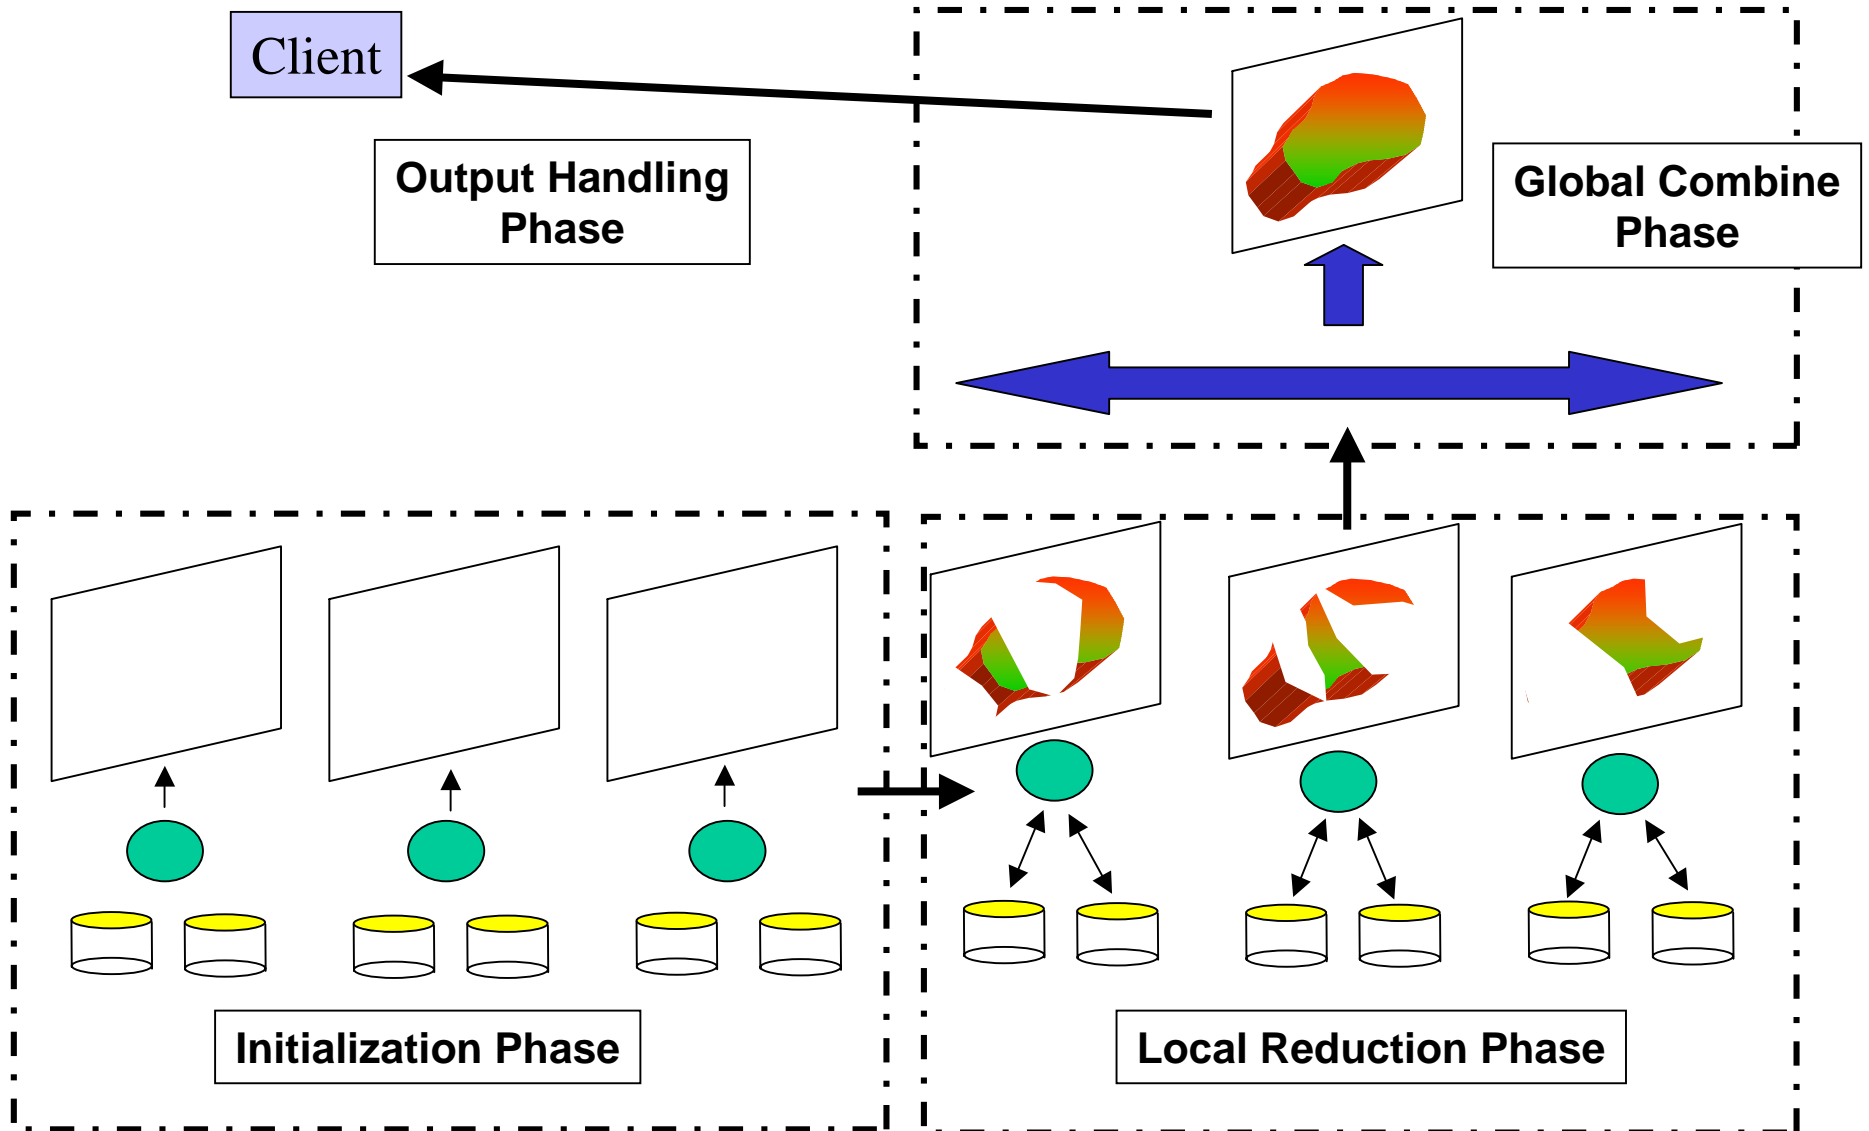 Client
Output Handling
Phase
Global Combine
Phase
Initialization Phase
Local Reduction Phase